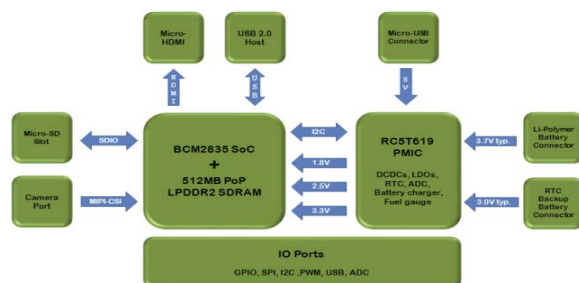 Micro-
HDMI
USB 2.0
Host
Micro-USB
Connector
HDMI
USB
5V
Micro-SD
Slot
SDIO
BCM2835 SoC
+
512MB PoP
LPDDR2 SDRAM
I2C
1.8V
2.5V
3.3V
RC5T619
PMIC
DCDCs, LDOs,
RTC, ADC,
Battery charger,
Fuel gauge
3.7V typ.
Li-Polymer
Battery
Connector
Camera
Port
MIPI-CSI
3.0V typ.
RTC
Backup
Battery
Connector
IO Ports
GPIO, SPI, I2C ,PWM, USB, ADC